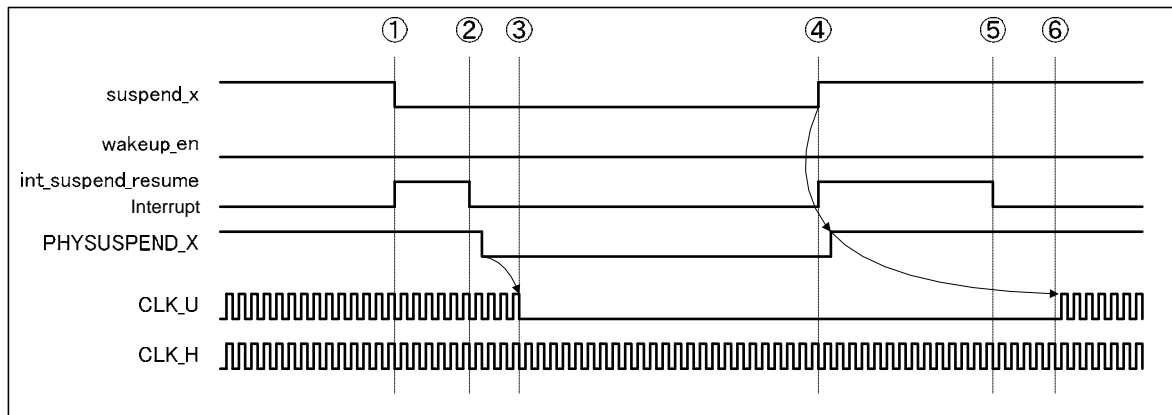 ① ② ③ ④ ⑤ ⑥
suspend_x
wakeup_en
int_suspend_resume
Interrupt
PHYSUSPEND_X
CLK_U
CLK_H